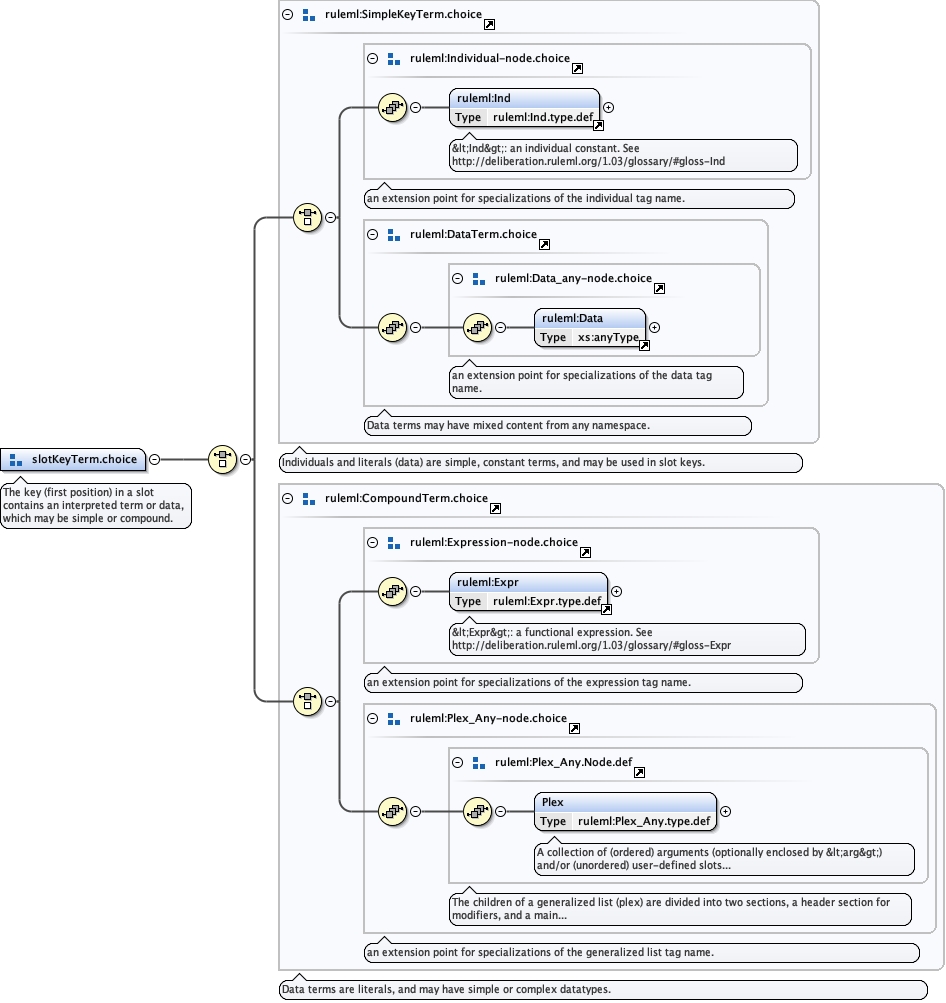 ruleml:SimpleKeyTerm.choice
ruleml:Individual-node.choice
ruleml:Ind
Type ruleml:Ind.type.def
&lt;Ind&gt;: an individual constant. See
http://deliberation.ruleml.org/1.03/glossary/#gloss-Ind
an extension point for specializations of the individual tag name.
ruleml:DataTerm.choice
ruleml:Data_any-node.choice
ruleml:Data
Type xs:anyType
an extension point for specializations of the data tag
name.
Data terms may have mixed content from any namespace.
Individuals and literals (data) are simple, constant terms, and may be used in slot keys.
slotKeyTerm.choice
The key (first position) in a slot
contains an interpreted term or data,
which may be simple or compound.
ruleml:CompoundTerm.choice
ruleml:Expression-node.choice
ruleml:Expr
Type ruleml:Expr.type.def
&lt;Expr&gt;: a functional expression. See
http://deliberation.ruleml.org/1.03/glossary/#gloss-Expr
an extension point for specializations of the expression tag name.
ruleml:Plex_Any-node.choice
ruleml:Plex_Any.Node.def
Plex
Type ruleml:Plex_Any.type.def
A collection of (ordered) arguments (optionally enclosed by &lt;arg&gt;)
and/or (unordered) user-defined slots...
The children of a generalized list (plex) are divided into two sections, a header section for
modifiers, and a main...
an extension point for specializations of the generalized list tag name.
Data terms are literals, and may have simple or complex datatypes.